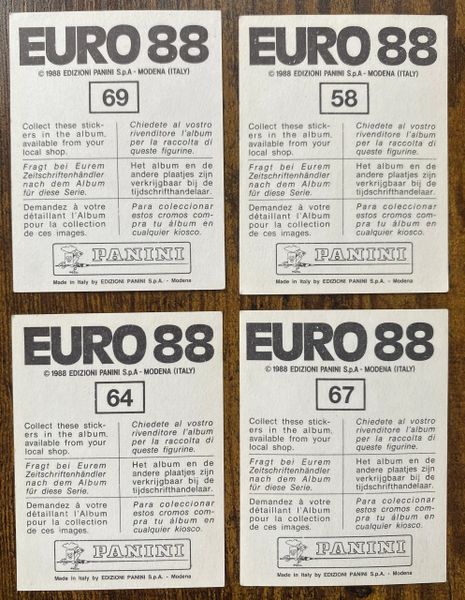 EURO 88
© 1988 EDIZIONI PANINI S.p.A - MODENA (ITALY)
69
Collect these stick-
ers in the album,
available from your
local shop.
Chiedete al vostro
rivenditore l'album
per la raccolta di
queste figurine.
Fragt bei Eurem
Zeitschriftenhändler
nach dem Album
für diese Serie.
Het album en de
andere plaatjes zijn
verkrijgbaar bij de
tijdschrifthandelaar.
Demandez à votre
détaillant l'Album
pour la collection
de ces images.
Para coleccionar
estos cromos com-
pra tu álbum en
cualquier kiosco.
PANINI
Made in Italy by EDIZIONI PANINI S.p.A. - Modena
EURO 88
© 1988 EDIZIONI PANINI S.p.A - MODENA (ITALY)
58
Collect these stick-
ers in the album,
available from your
local shop.
Chiedete al vostro
rivenditore l'album
per la raccolta di
queste figurine.
Fragt bei Eurem
Zeitschriftenhändler
nach dem Album
für diese Serie.
Het album en de
andere plaatjes zijn
verkrijgbaar bij de
tijdschrifthandelaar.
Demandez à votre
détaillant l'Album
pour la collection
de ces images.
Para coleccionar
estos cromos com-
pra tu álbum en
cualquier kiosco.
PANINI
Made in Italy by EDIZIONI PANINI S.p.A. - Modena
EURO 88
© 1988 EDIZIONI PANINI S.p.A - MODENA (ITALY)
64
Collect these stick-
ers in the album,
available from your
local shop.
Chiedete al vostro
rivenditore l'album
per la raccolta di
queste figurine.
Fragt bei Eurem
Zeitschriftenhändler
nach dem Album
für diese Serie.
Het album en de
andere plaatjes zijn
verkrijgbaar bij de
tijdschrifthandelaar.
Demandez à votre
détaillant l'Album
pour la collection
de ces images.
Para coleccionar
estos cromos com-
pra tu álbum en
cualquier kiosco.
PANINI
Made in Italy by EDIZIONI PANINI S.p.A. - Modena
EURO 88
© 1988 EDIZIONI PANINI S.p.A - MODENA (ITALY)
67
Collect these stick-
ers in the album,
available from your
local shop.
Chiedete al vostro
rivenditore l'album
per la raccolta di
queste figurine.
Fragt bei Eurem
Zeitschriftenhändler
nach dem Album
für diese Serie.
Het album en de
andere plaatjes zijn
verkrijgbaar bij de
tijdschrifthandelaar.
Demandez à votre
détaillant l'Album
pour la collection
de ces images.
Para coleccionar
estos cromos com-
pra tu álbum en
cualquier kiosco.
PANINI
Made in Italy by EDIZIONI PANINI S.p.A. - Modena